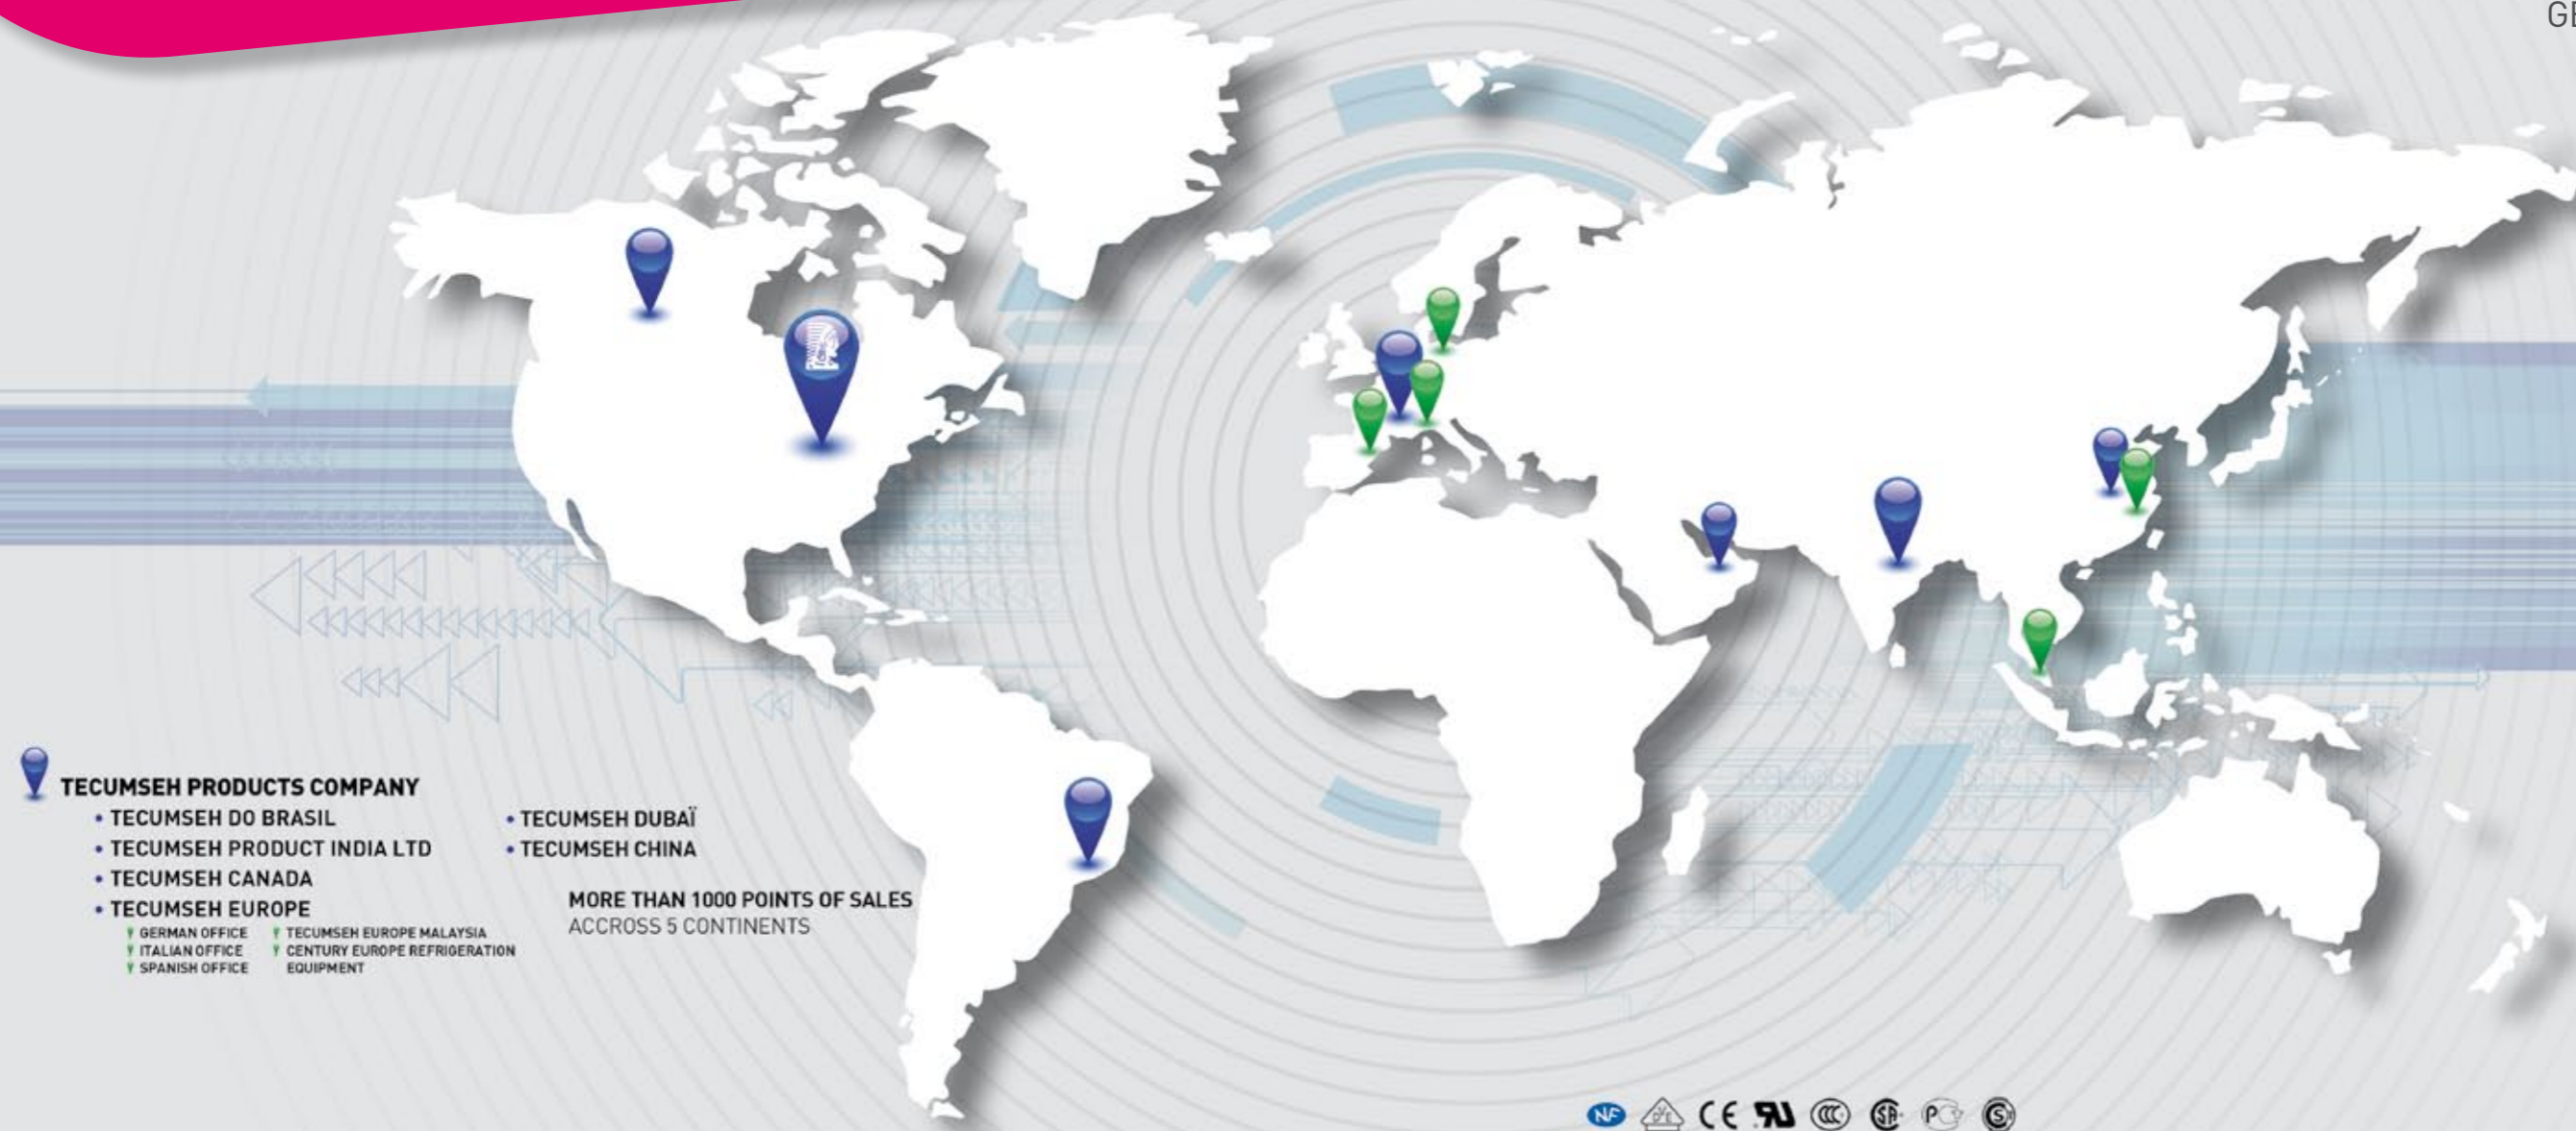 GE
TECUMSEH PRODUCTS COMPANY
• TECUMSEH DO BRASIL
• TECUMSEH PRODUCT INDIA LTD
• TECUMSEH CANADA
• TECUMSEH EUROPE
GERMAN OFFICE
ITALIAN OFFICE
SPANISH OFFICE
TECUMSEH EUROPE MALAYSIA
CENTURY EUROPE REFRIGERATION
EQUIPMENT
• TECUMSEH DUBAÏ
• TECUMSEH CHINA
MORE THAN 1000 POINTS OF SALES
ACCROSS 5 CONTINENTS
NF